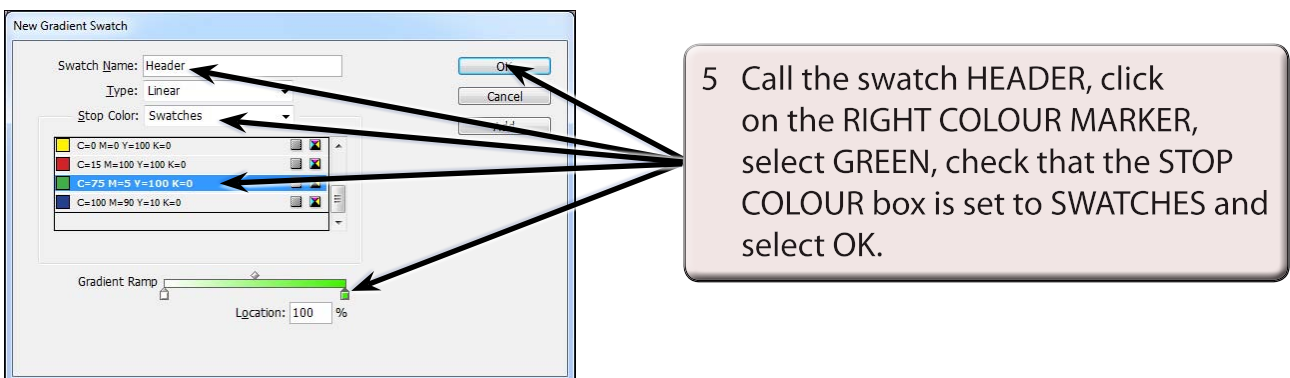 New Gradient Swatch
Swatch Name: Header
OK
Type: Linear
Cancel
Stop Color: Swatches
C=0 M=0 Y=100 K=0
C=15 M=100 Y=100 K=0
C=75 M=5 Y=100 K=0
C=100 M=90 Y=10 K=0
Gradient Ramp
Location: 100 %
5 Call the swatch HEADER, click
on the RIGHT COLOUR MARKER,
select GREEN, check that the STOP
COLOUR box is set to SWATCHES and
select OK.